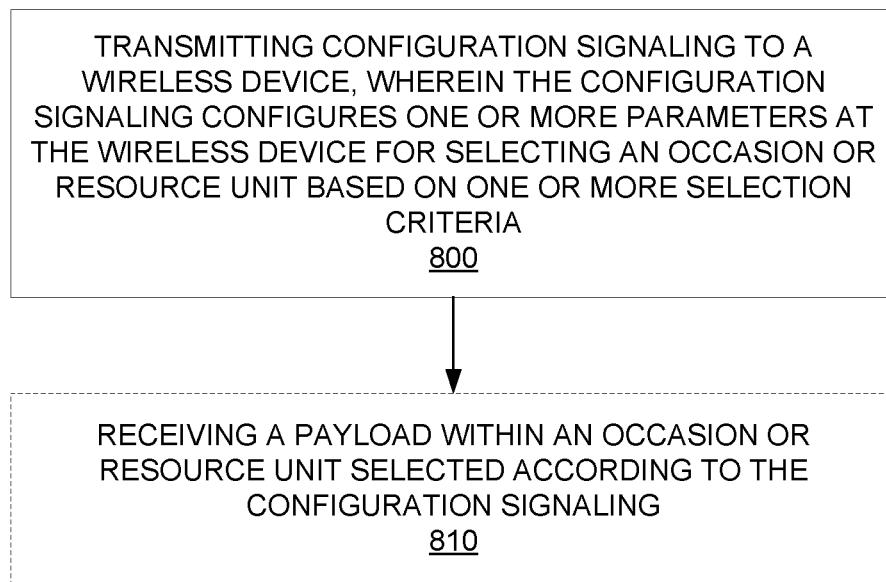 TRANSMITTING CONFIGURATION SIGNALING TO A
WIRELESS DEVICE, WHEREIN THE CONFIGURATION
SIGNALING CONFIGURES ONE OR MORE PARAMETERS AT
THE WIRELESS DEVICE FOR SELECTING AN OCCASION OR
RESOURCE UNIT BASED ON ONE OR MORE SELECTION
CRITERIA
800
RECEIVING A PAYLOAD WITHIN AN OCCASION OR
RESOURCE UNIT SELECTED ACCORDING TO THE
CONFIGURATION SIGNALING
810